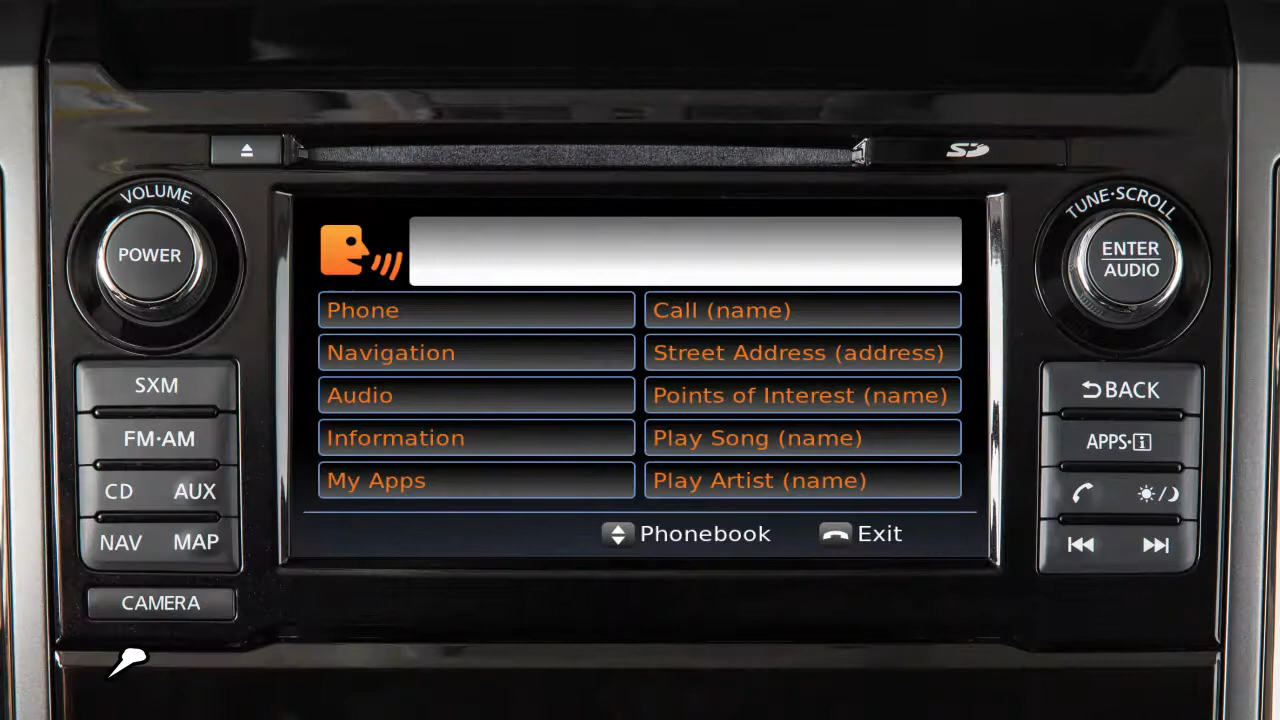 VOLUME
POWER
SD
TUNE·SCROLL
ENTER
AUDIO
Phone
Call (name)
Navigation
Street Address (address)
Audio
Points of Interest (name)
Information
Play Song (name)
My Apps
Play Artist (name)
Phonebook
Exit
SXM
FM·AM
CD AUX
NAV MAP
CAMERA
BACK
APPS·i